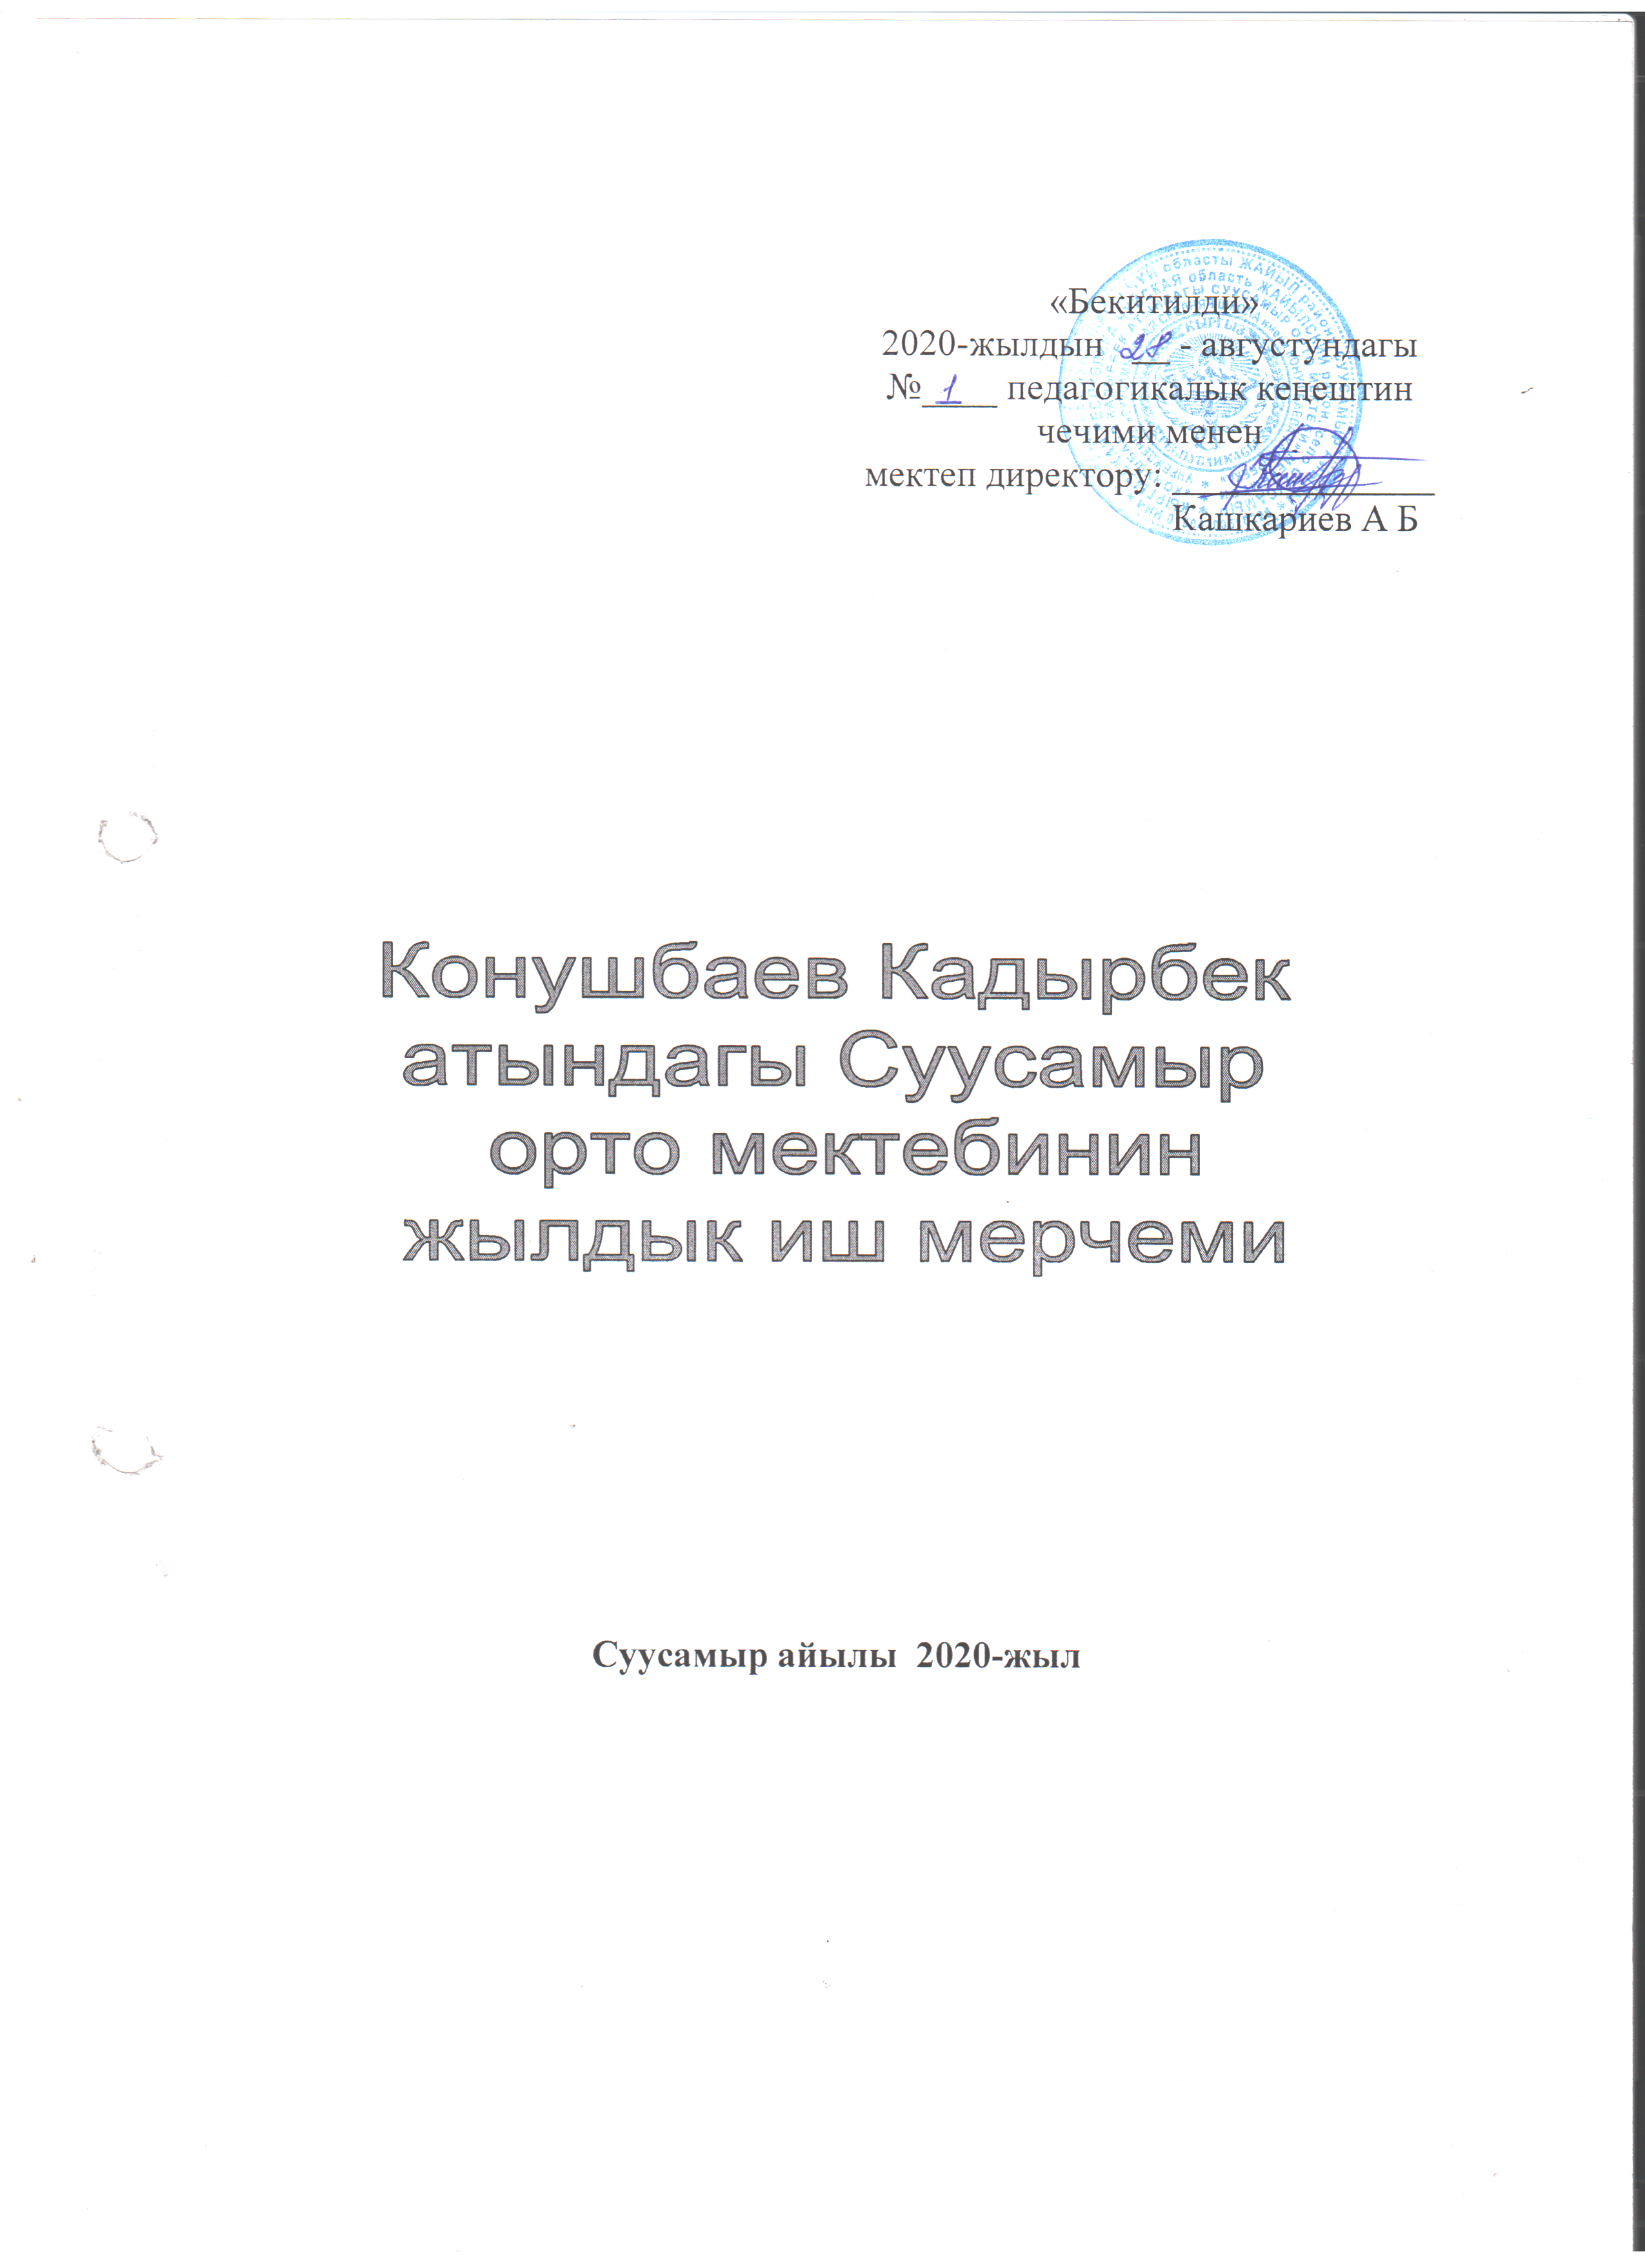 «Бекитилди»
2020-жылдын 28 - августундагы
№ 1 педагогикалык кеңештин
чечими менен
мектеп директору:
Кашкариев А Б
Конушбаев Кадырбек
атындагы Суусамыр
орто мектебинин
жылдык иш мерчеми
Суусамыр айылы 2020-жыл